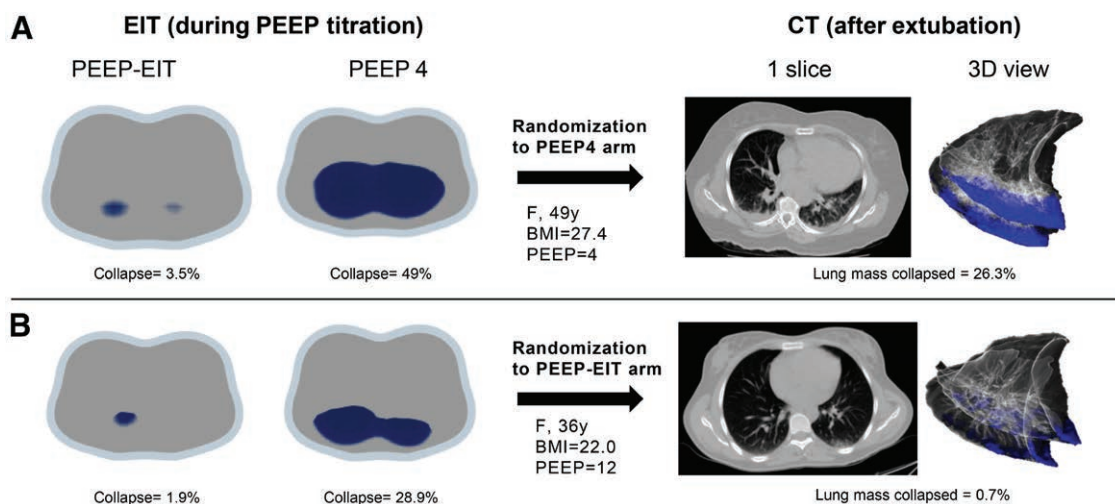 A
EIT (during PEEP titration)
CT (after extubation)
PEEP-EIT
PEEP 4
1 slice
3D view
Randomization
to PEEP4 arm
F, 49y
BMI=27.4
PEEP=4
Collapse= 3.5%
Collapse= 49%
Lung mass collapsed = 26.3%
B
Randomization
to PEEP-EIT arm
F, 36y
BMI=22.0
PEEP=12
Collapse= 1.9%
Collapse= 28.9%
Lung mass collapsed = 0.7%